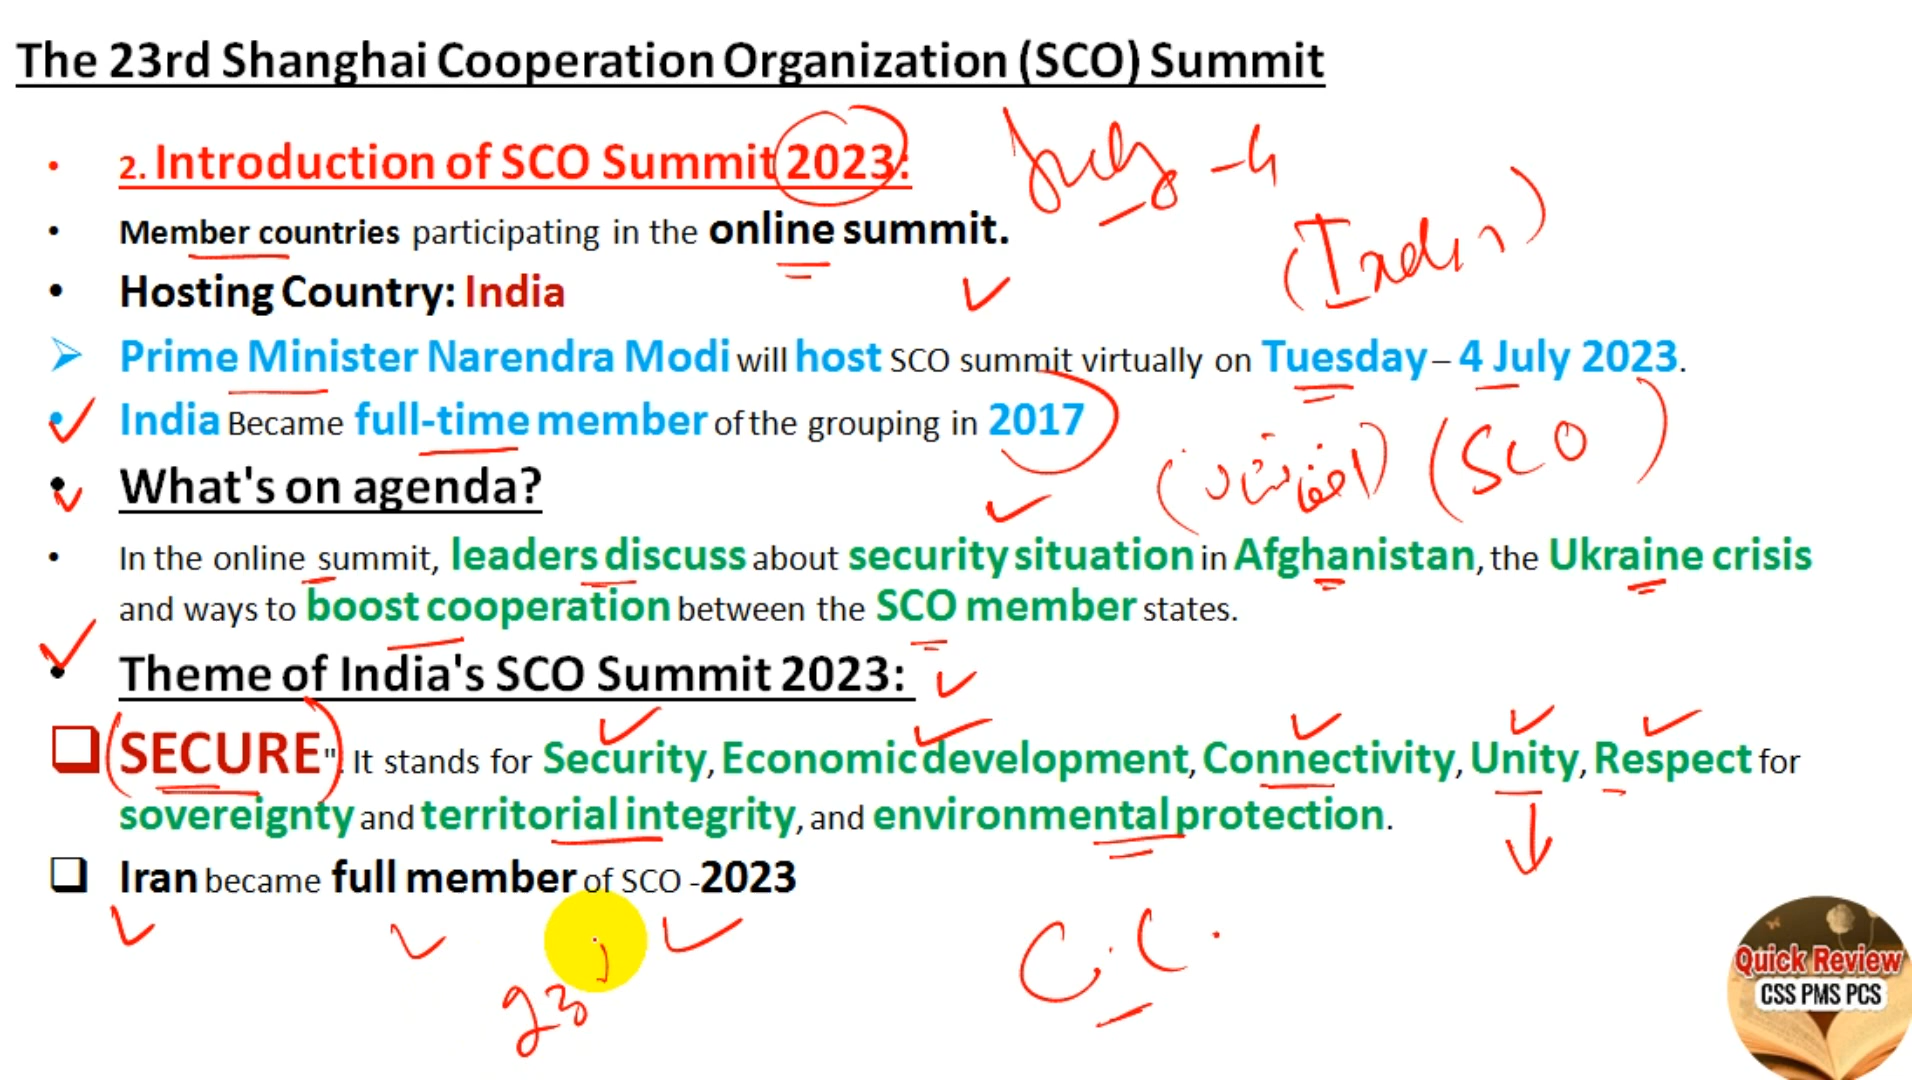 The 23rd Shanghai Cooperation Organization (SCO) Summit
• 2. Introduction of SCO Summit 2023:
July - 4
• Member countries participating in the online summit.
(India)
• Hosting Country: India
➢ Prime Minister Narendra Modi will host SCO summit virtually on Tuesday – 4 July 2023.
• India Became full-time member of the grouping in 2017
(SCO)
• What's on agenda?
• In the online summit, leaders discuss about security situation in Afghanistan, the Ukraine crisis
and ways to boost cooperation between the SCO member states.
• Theme of India's SCO Summit 2023:
❑ SECURE". It stands for Security, Economic development, Connectivity, Unity, Respect for
sovereignty and territorial integrity, and environmental protection.
❑ Iran became full member of SCO -2023
C.C.
23
Quick Review
CSS PMS PCS